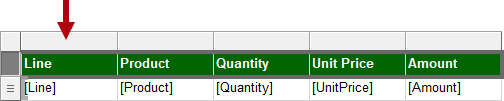 Line Product Quantity Unit Price Amount
[Line] [Product] [Quantity] [UnitPrice] [Amount]